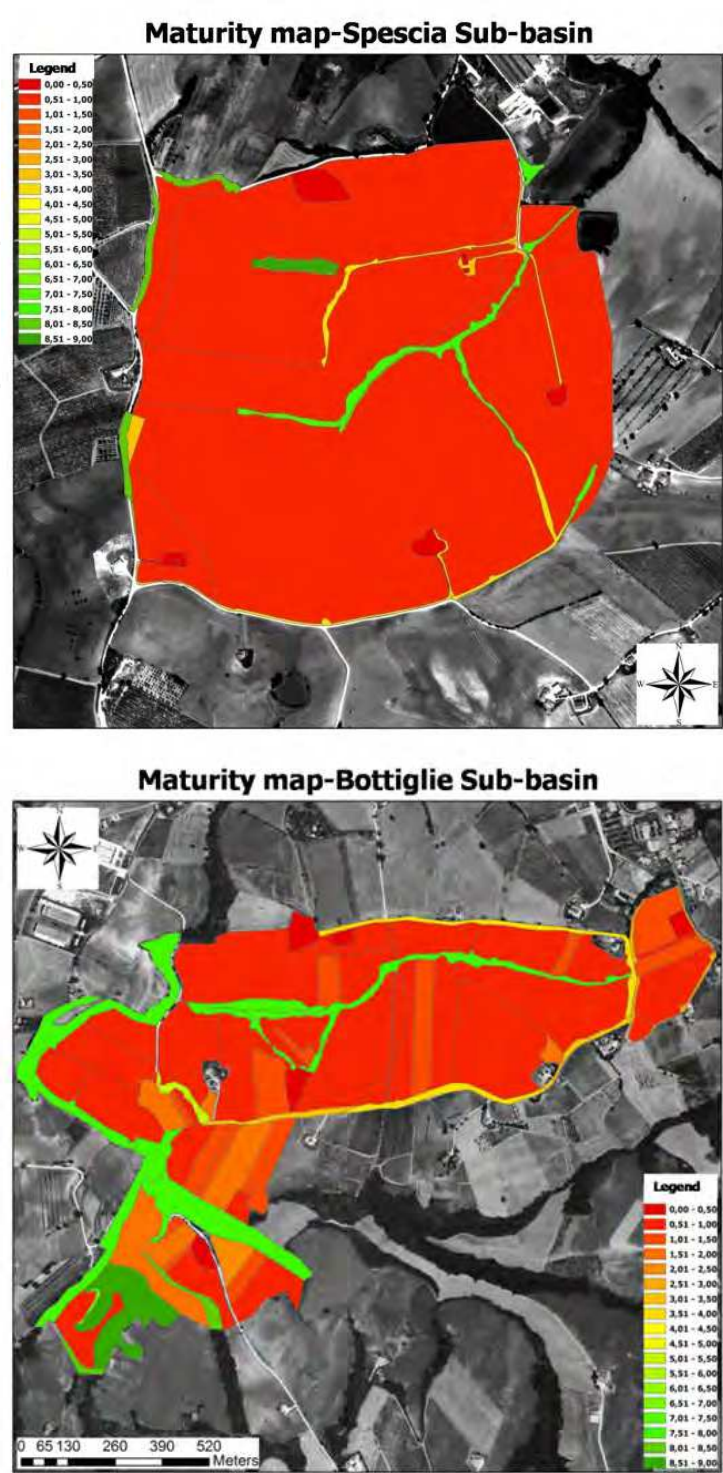 Maturity map-Spescia Sub-basin
Legend
0,00 - 0,50
0,51 - 1,00
1,01 - 1,50
1,51 - 2,00
2,01 - 2,50
2,51 - 3,00
3,01 - 3,50
3,51 - 4,00
4,01 - 4,50
4,51 - 5,00
5,01 - 5,50
5,51 - 6,00
6,01 - 6,50
6,51 - 7,00
7,01 - 7,50
7,51 - 8,00
8,01 - 8,50
8,51 - 9,00
N
W E
S
Maturity map-Bottiglie Sub-basin
N
W E
S
Legend
0,00 - 0,50
0,51 - 1,00
1,01 - 1,50
1,51 - 2,00
2,01 - 2,50
2,51 - 3,00
3,01 - 3,50
3,51 - 4,00
4,01 - 4,50
4,51 - 5,00
5,01 - 5,50
5,51 - 6,00
6,01 - 6,50
6,51 - 7,00
7,01 - 7,50
7,51 - 8,00
8,01 - 8,50
8,51 - 9,00
0 65 130 260 390 520
Meters